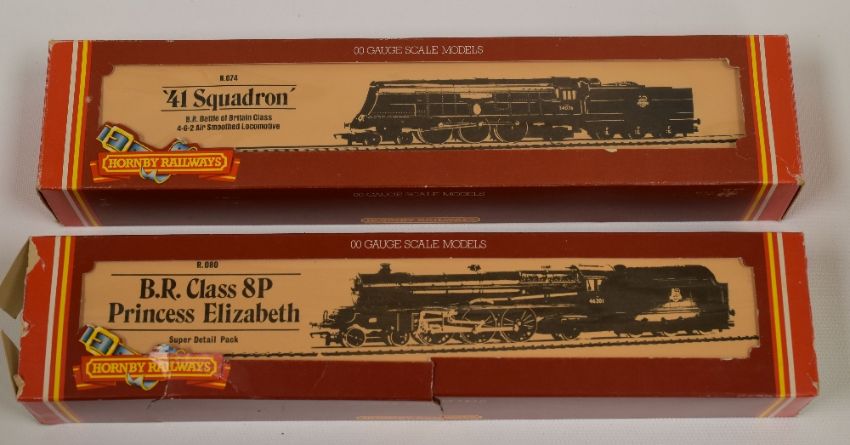 00 GAUGE SCALE MODELS
R.074
'41 Squadron'
B.R. Battle of Britain Class
4-6-2 Air Smoothed Locomotive
HORNBY RAILWAYS
00 GAUGE SCALE MODELS
HORNBY RAILWAYS
00 GAUGE SCALE MODELS
R.080
B.R. Class 8P
Princess Elizabeth
46201
Super Detail Pack
HORNBY RAILWAYS